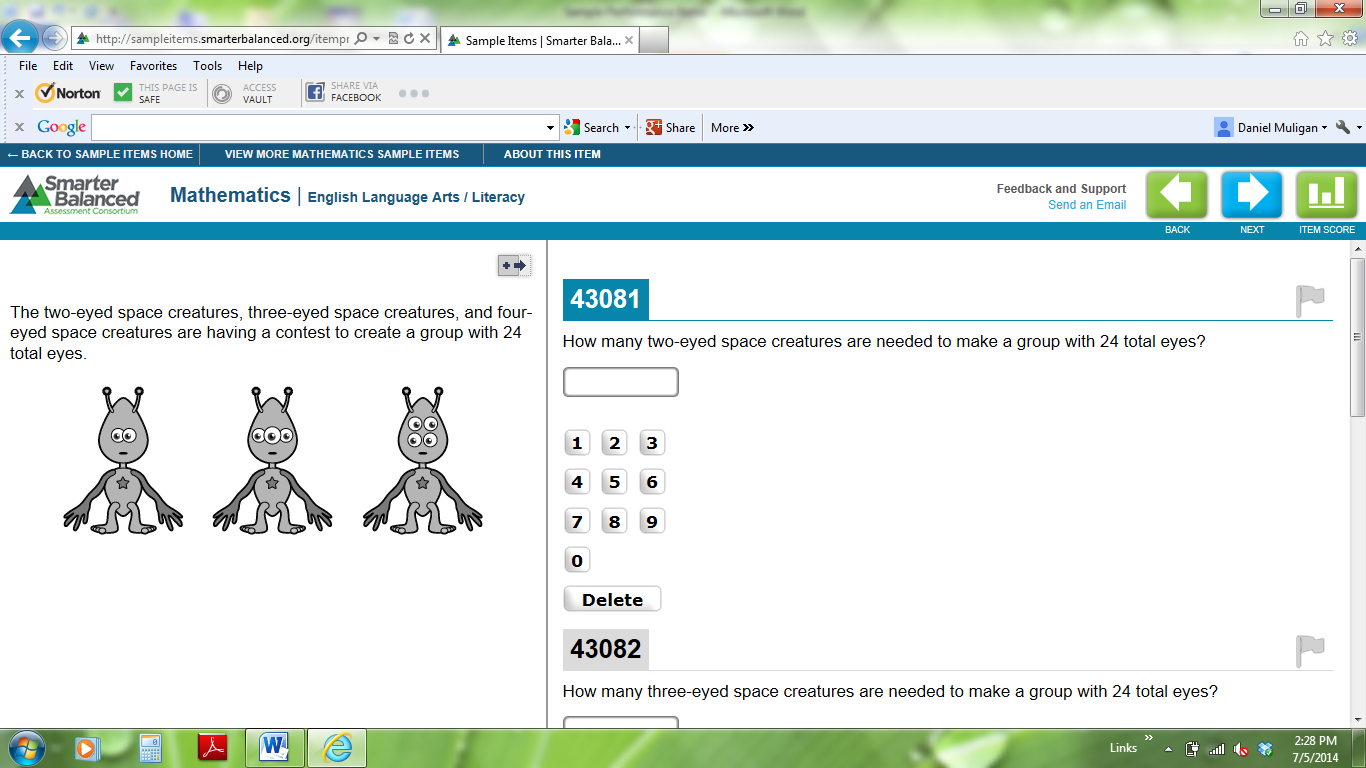 Sample Performance Items - Microsoft Word
http://sampleitems.smarterbalanced.org/itempr
Sample Items | Smarter Bala...
File Edit View Favorites Tools Help
x Norton THIS PAGE IS SAFE ACCESS VAULT SHARE VIA FACEBOOK
x Google Search Share More »
Daniel Muligan
← BACK TO SAMPLE ITEMS HOME VIEW MORE MATHEMATICS SAMPLE ITEMS ABOUT THIS ITEM
Smarter
Balanced
Assessment Consortium
Mathematics | English Language Arts / Literacy
Feedback and Support
Send an Email
BACK NEXT ITEM SCORE
The two-eyed space creatures, three-eyed space creatures, and four-
eyed space creatures are having a contest to create a group with 24
total eyes.
43081
How many two-eyed space creatures are needed to make a group with 24 total eyes?
1 2 3
4 5 6
7 8 9
0
Delete
43082
How many three-eyed space creatures are needed to make a group with 24 total eyes?
Links »
2:28 PM
7/5/2014